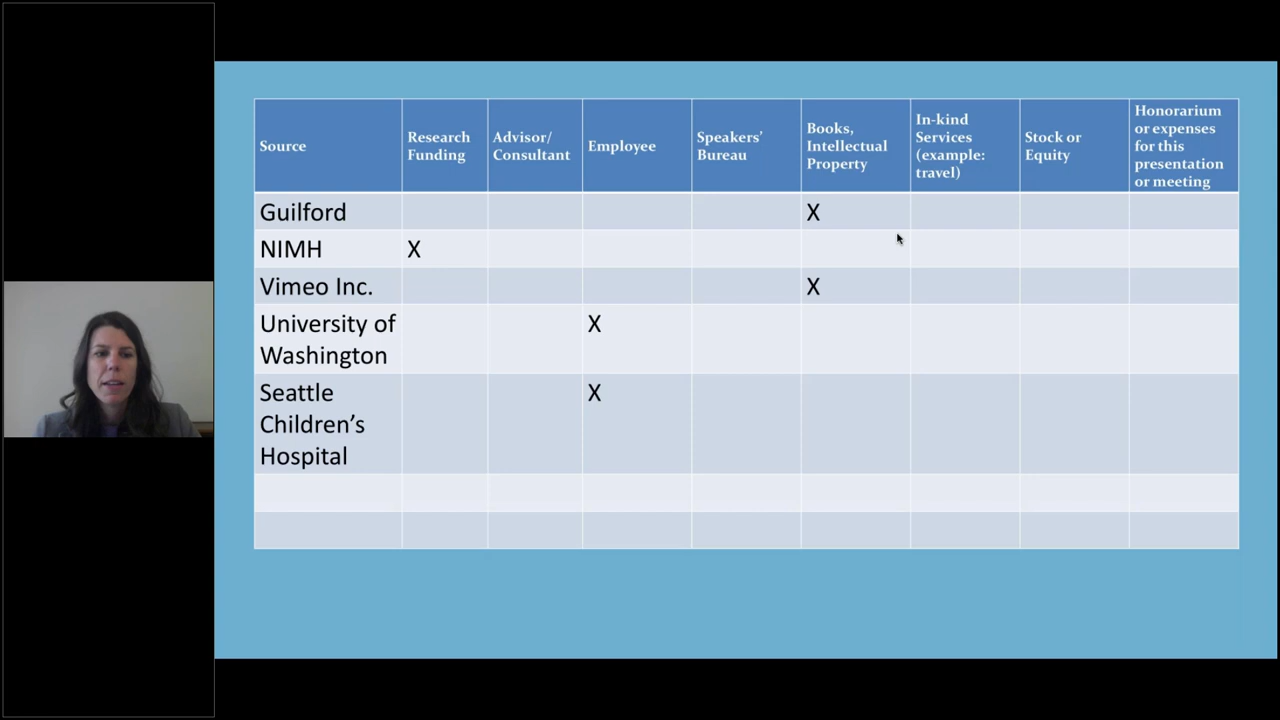 Source
Research
Funding
Advisor/
Consultant
Employee
Speakers’
Bureau
Books,
Intellectual
Property
In-kind
Services
(example:
travel)
Stock or
Equity
Honorarium
or expenses
for this
presentation
or meeting
Guilford X
NIMH X
Vimeo Inc. X
University of X
Washington
Seattle X
Children’s
Hospital